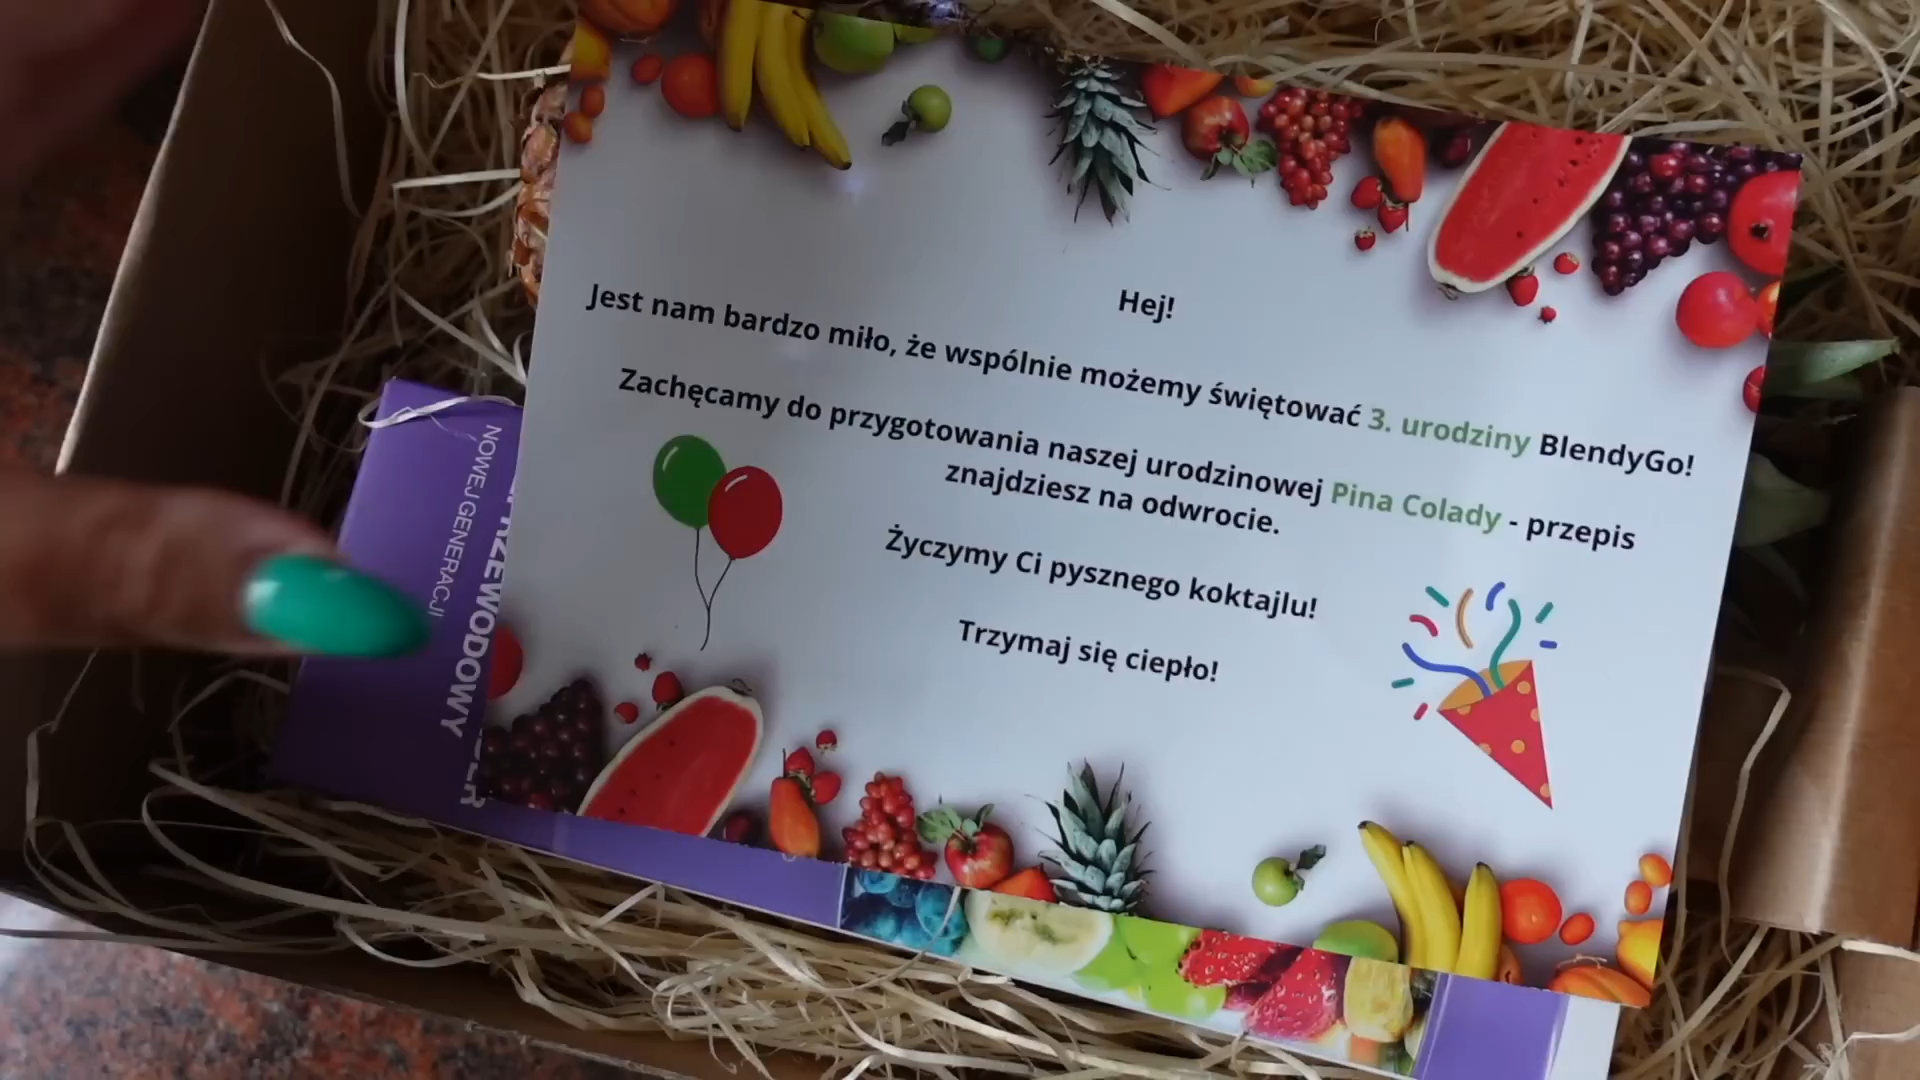 Hej!
Jest nam bardzo miło, że wspólnie możemy świętować 3. urodziny BlendyGo!
Zachęcamy do przygotowania naszej urodzinowej Pina Colady - przepis
znajdziesz na odwrocie.
Życzymy Ci pysznego koktajlu!
Trzymaj się ciepło!
NOWEJ GENERACJI